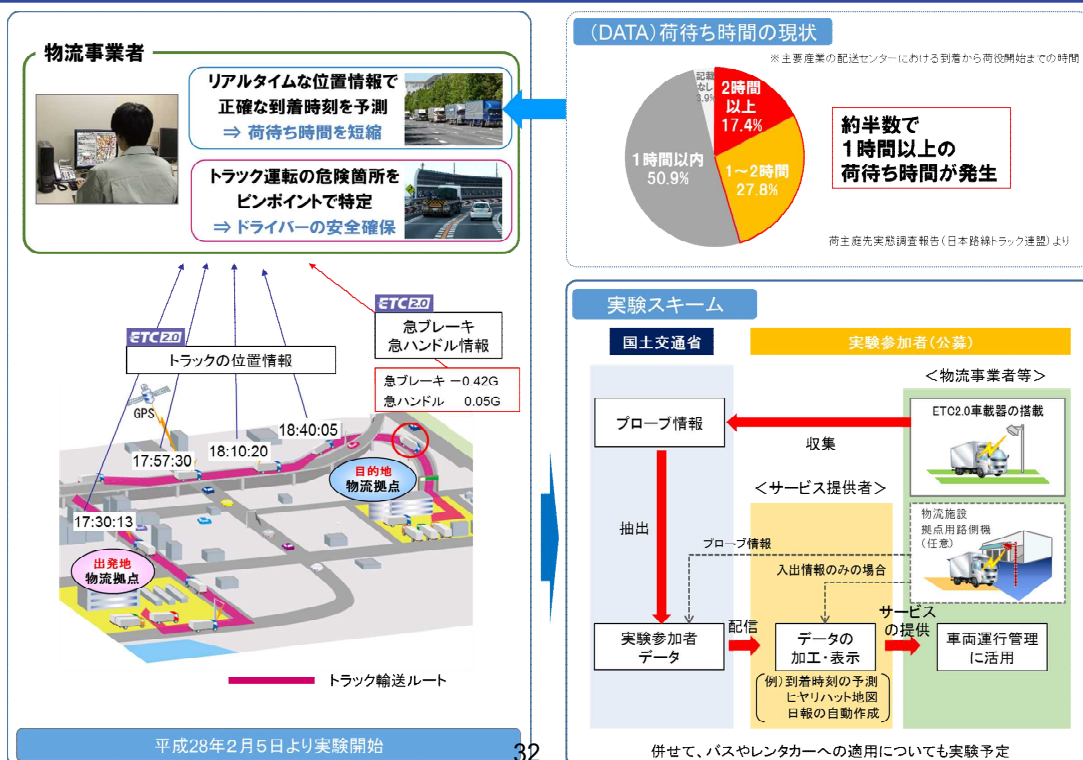 物流事業者
リアルタイムな位置情報で
正確な到着時刻を予測
⇒ 荷待ち時間を短縮
トラック運転の危険箇所を
ピンポイントで特定
⇒ ドライバーの安全確保
ETC2.0
トラックの位置情報
ETC2.0
急ブレーキ
急ハンドル情報
急ブレーキ －0.42G
急ハンドル 0.05G
GPS
17:30:13
17:57:30
18:10:20
18:40:05
目的地
物流拠点
出発地
物流拠点
トラック輸送ルート
平成28年2月5日より実験開始
(DATA)荷待ち時間の現状
※主要産業の配送センターにおける到着から荷役開始までの時間
記載
なし
3.9%
2時間
以上
17.4%
1～2時間
27.8%
1時間以内
50.9%
約半数で
1時間以上の
荷待ち時間が発生
荷主庭先実態調査報告(日本路線トラック連盟)より
実験スキーム
国土交通省
実験参加者(公募)
＜物流事業者等＞
ETC2.0車載器の搭載
プローブ情報
収集
＜サービス提供者＞
物流施設
拠点用路側機
(任意)
抽出
プローブ情報
入出情報のみの場合
実験参加者
データ
配信
データの
加工・表示
サービス
の提供
車両運行管理
に活用
(例)到着時刻の予測
ヒヤリハット地図
日報の自動作成
併せて、バスやレンタカーへの適用についても実験予定
32